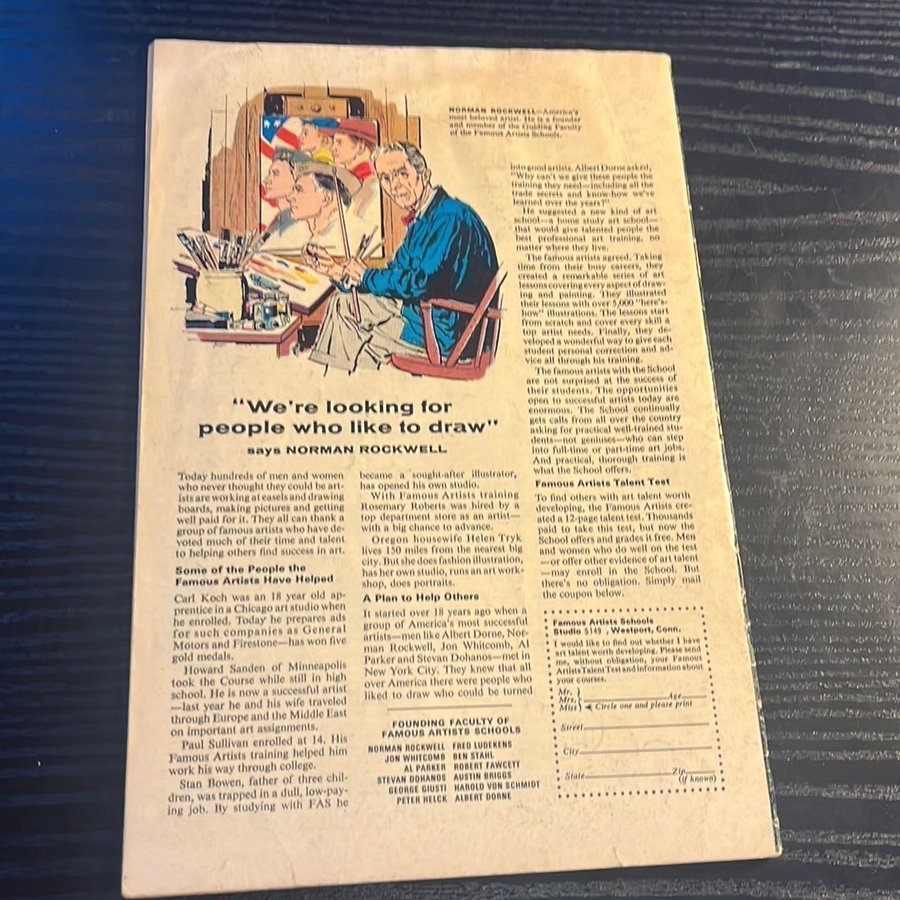 NORMAN ROCKWELL—America's
most beloved artist. He is a founder
and member of the Guiding Faculty
of the Famous Artists Schools.
"We're looking for
people who like to draw"
says NORMAN ROCKWELL
Today hundreds of men and women
who never thought they could be art-
ists are working at easels and drawing
boards, making pictures and getting
well paid for it. They all can thank a
group of famous artists who have de-
voted much of their time and talent
to helping others find success in art.
Some of the People the
Famous Artists Have Helped
Carl Koch was an 18 year old ap-
prentice in a Chicago art studio when
he enrolled. Today he prepares ads
for such companies as General
Motors and Firestone—has won five
gold medals.
Howard Sanden of Minneapolis
took the Course while still in high
school. He is now a successful artist
—last year he and his wife traveled
through Europe and the Middle East
on important art assignments.
Paul Sullivan enrolled at 14. His
Famous Artists training helped him
work his way through college.
Stan Bowen, father of three chil-
dren, was trapped in a dull, low-pay-
ing job. By studying with FAS he
became a sought-after illustrator,
has opened his own studio.
With Famous Artists training
Rosemary Roberts was hired by a
top department store as an artist—
with a big chance to advance.
Oregon housewife Helen Tryk
lives 150 miles from the nearest big
city. But she does fashion illustration,
has her own studio, runs an art work-
shop, does portraits.
A Plan to Help Others
It started over 18 years ago when a
group of America's most successful
artists—men like Albert Dorne, Nor-
man Rockwell, Jon Whitcomb, Al
Parker and Stevan Dohanos—met in
New York City. They knew that all
over America there were people who
liked to draw who could be turned
FOUNDING FACULTY OF
FAMOUS ARTISTS SCHOOLS
NORMAN ROCKWELL FRED LUDEKENS
JON WHITCOMB BEN STAHL
AL PARKER ROBERT FAWCETT
STEVAN DOHANOS AUSTIN BRIGGS
GEORGE GIUSTI HAROLD VON SCHMIDT
PETER HELCK ALBERT DORNE
into good artists. Albert Dorne asked,
"Why can't we give these people the
training they need—including all the
trade secrets and know-how we've
learned over the years?"
He suggested a new kind of art
school—a home study art school—
that would give talented people the
best professional art training, no
matter where they live.
The famous artists agreed. Taking
time from their busy careers, they
created a remarkable series of art
lessons covering every aspect of draw-
ing and painting. They illustrated
their lessons with over 5,000 "here's-
how" illustrations. The lessons start
from scratch and cover every skill a
top artist needs. Finally, they de-
veloped a wonderful way to give each
student personal correction and ad-
vice all through his training.
The famous artists with the School
are not surprised at the success of
their students. The opportunities
open to successful artists today are
enormous. The School continually
gets calls from all over the country
asking for practical well-trained stu-
dents—not geniuses—who can step
into full-time or part-time art jobs.
And practical, thorough training is
what the School offers.
Famous Artists Talent Test
To find others with art talent worth
developing, the Famous Artists cre-
ated a 12-page talent test. Thousands
paid to take this test, but now the
School offers and grades it free. Men
and women who do well on the test
—or offer other evidence of art talent
—may enroll in the School. But
there's no obligation. Simply mail
the coupon below.
Famous Artists Schools
Studio 5149 , Westport, Conn.
I would like to find out whether I have
art talent worth developing. Please send
me, without obligation, your Famous
Artists Talent Test and information about
your courses.
Mr.
Mrs. Age
Miss Circle one and please print
Street
City
State Zip
(if known)